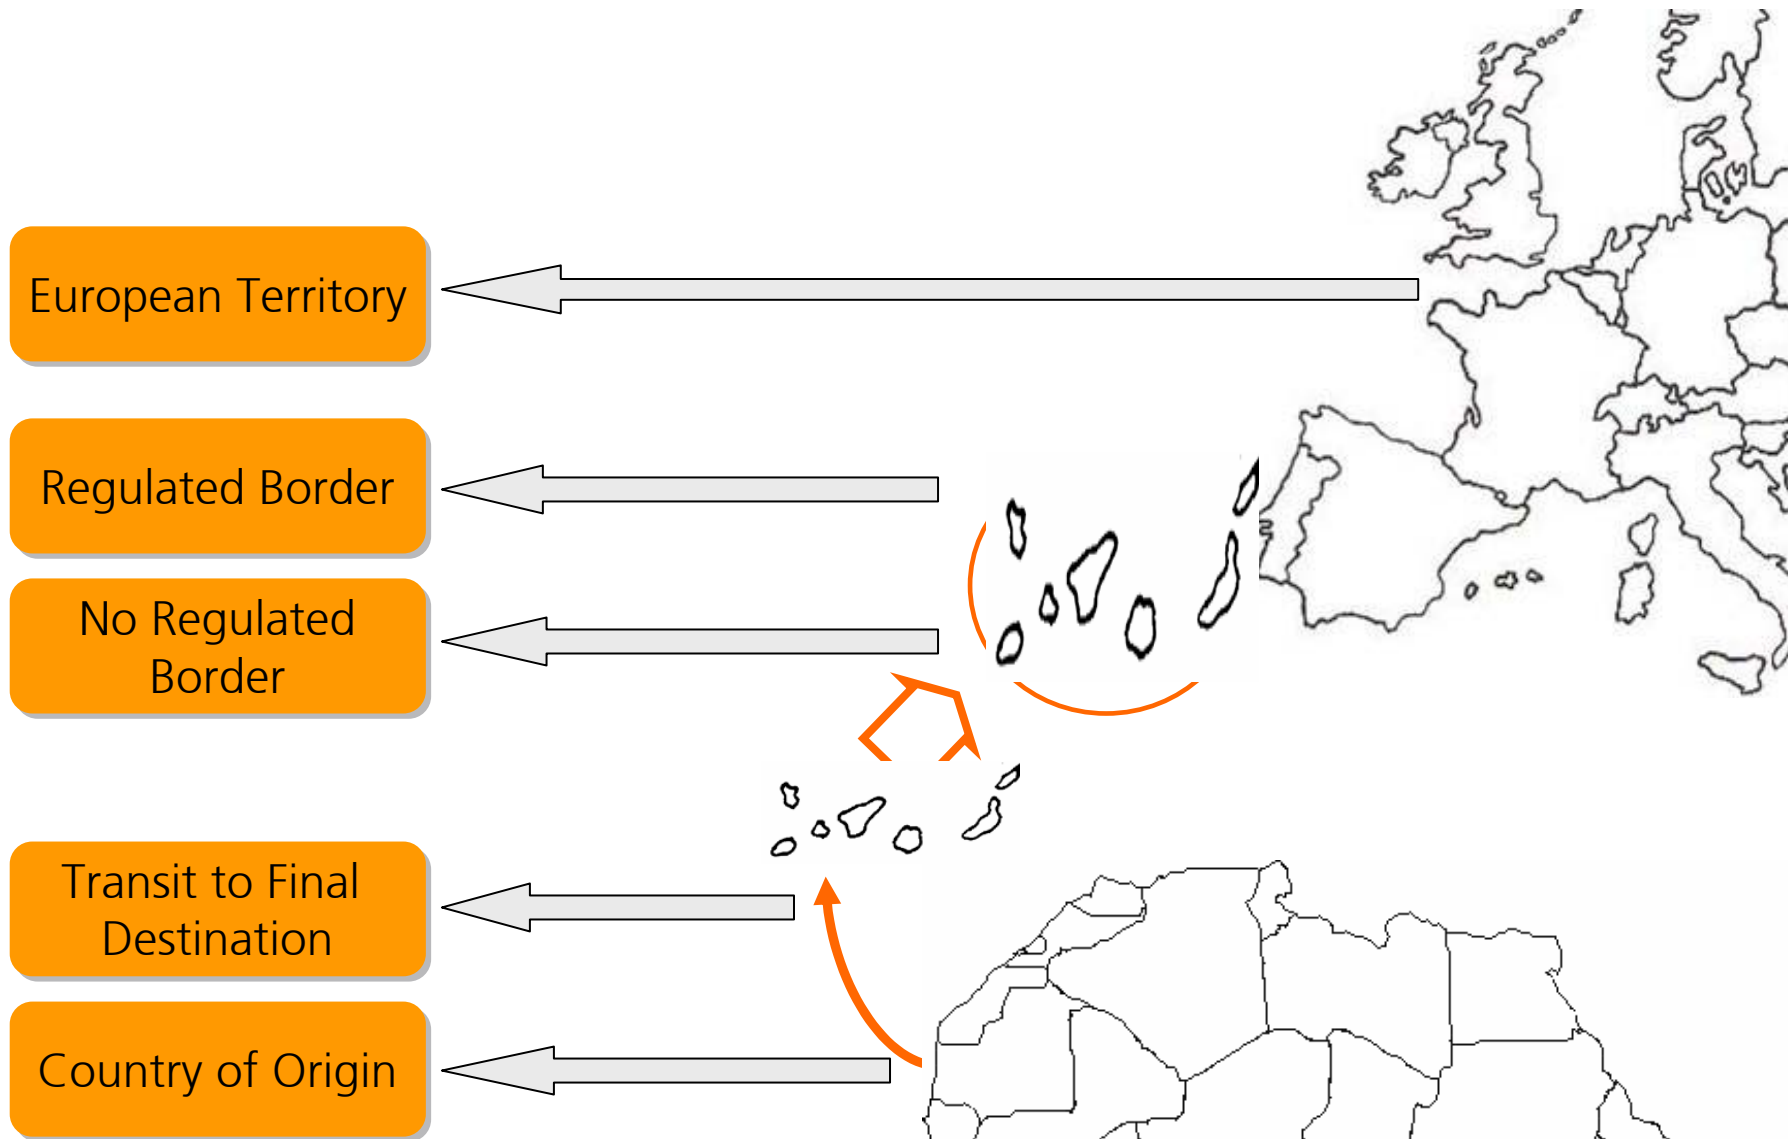 European Territory
Regulated Border
No Regulated
Border
Transit to Final
Destination
Country of Origin